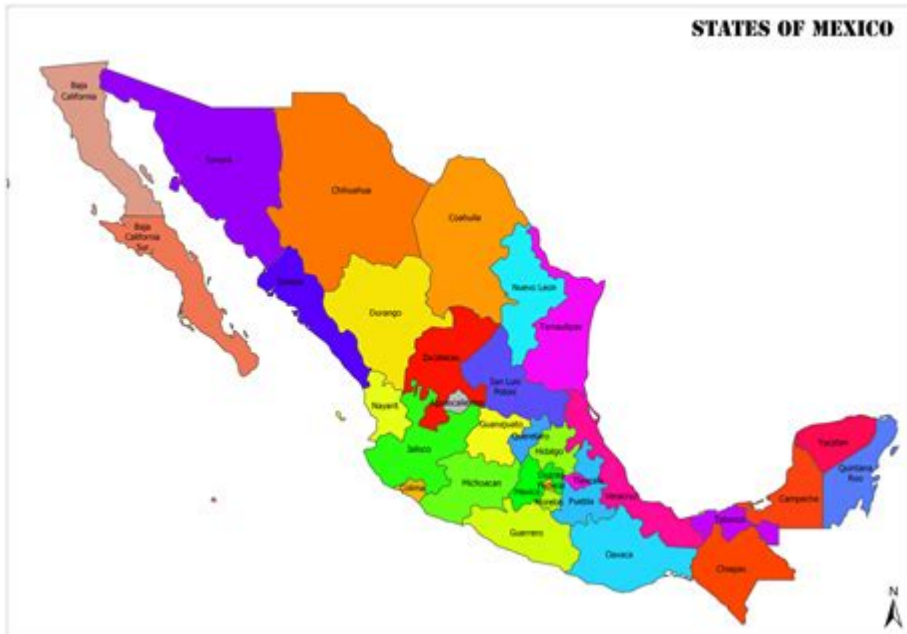 STATES OF MEXICO
Baja
California
Sonora
Chihuahua
Coahuila
Baja
California
Sur
Nuevo Leon
Durango
Tamaulipas
Zacatecas
San Luis
Potosi
Nayarit
Guanajuato
Queretaro
Hidalgo
Jalisco
Yucatan
Quintana
Roo
Michoacan
Colima
Mexico
Tlaxcala
Morelos
Puebla
Veracruz
Campeche
Tabasco
Guerrero
Oaxaca
Chiapas
N